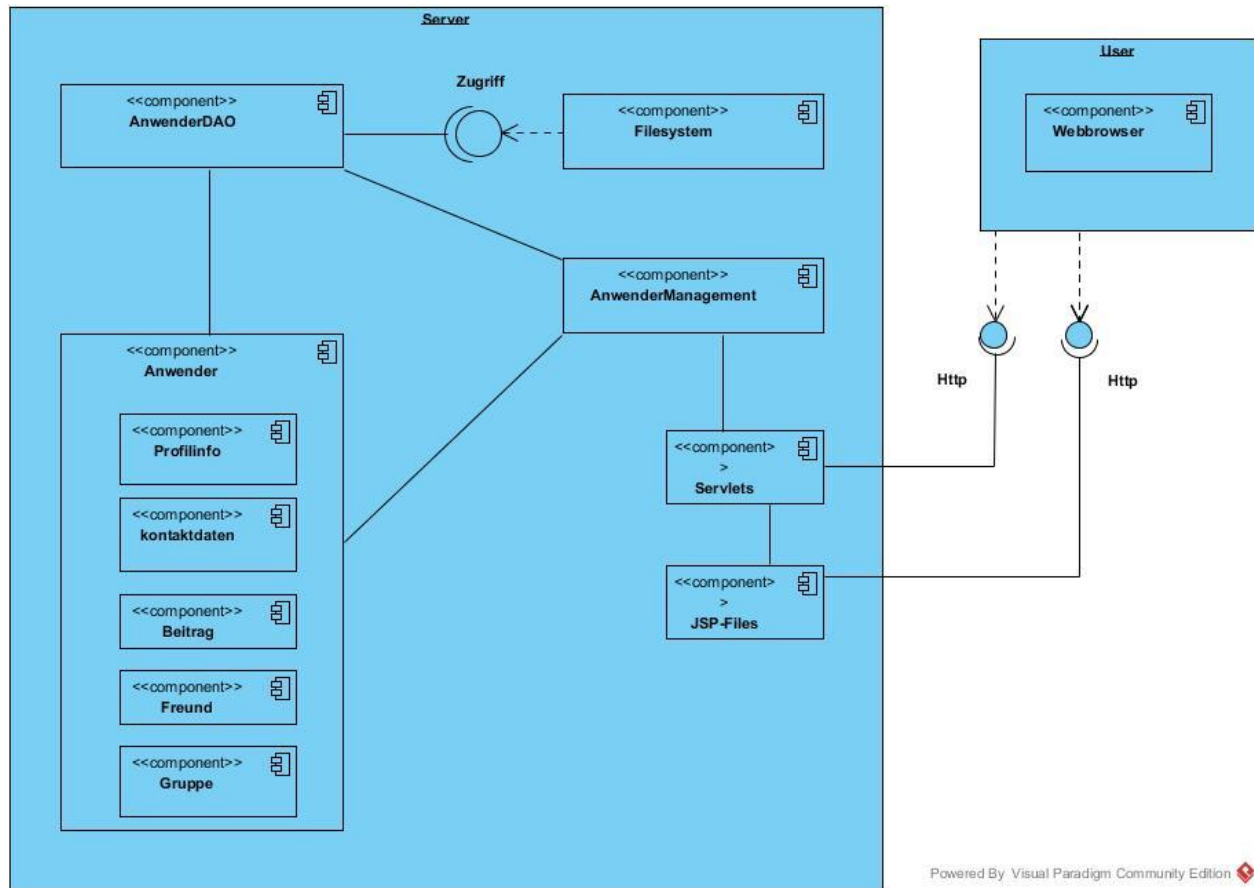 Server
<<component>>
AnwenderDAO
Zugriff
<<component>>
Filesystem
<<component>>
AnwenderManagement
<<component>>
Anwender
<<component>>
Profilinfo
<<component>>
kontaktdaten
<<component>>
Beitrag
<<component>>
Freund
<<component>>
Gruppe
<<component>
>
Servlets
<<component>
>
JSP-Files
User
<<component>>
Webbrowser
Http
Http
Powered By Visual Paradigm Community Edition